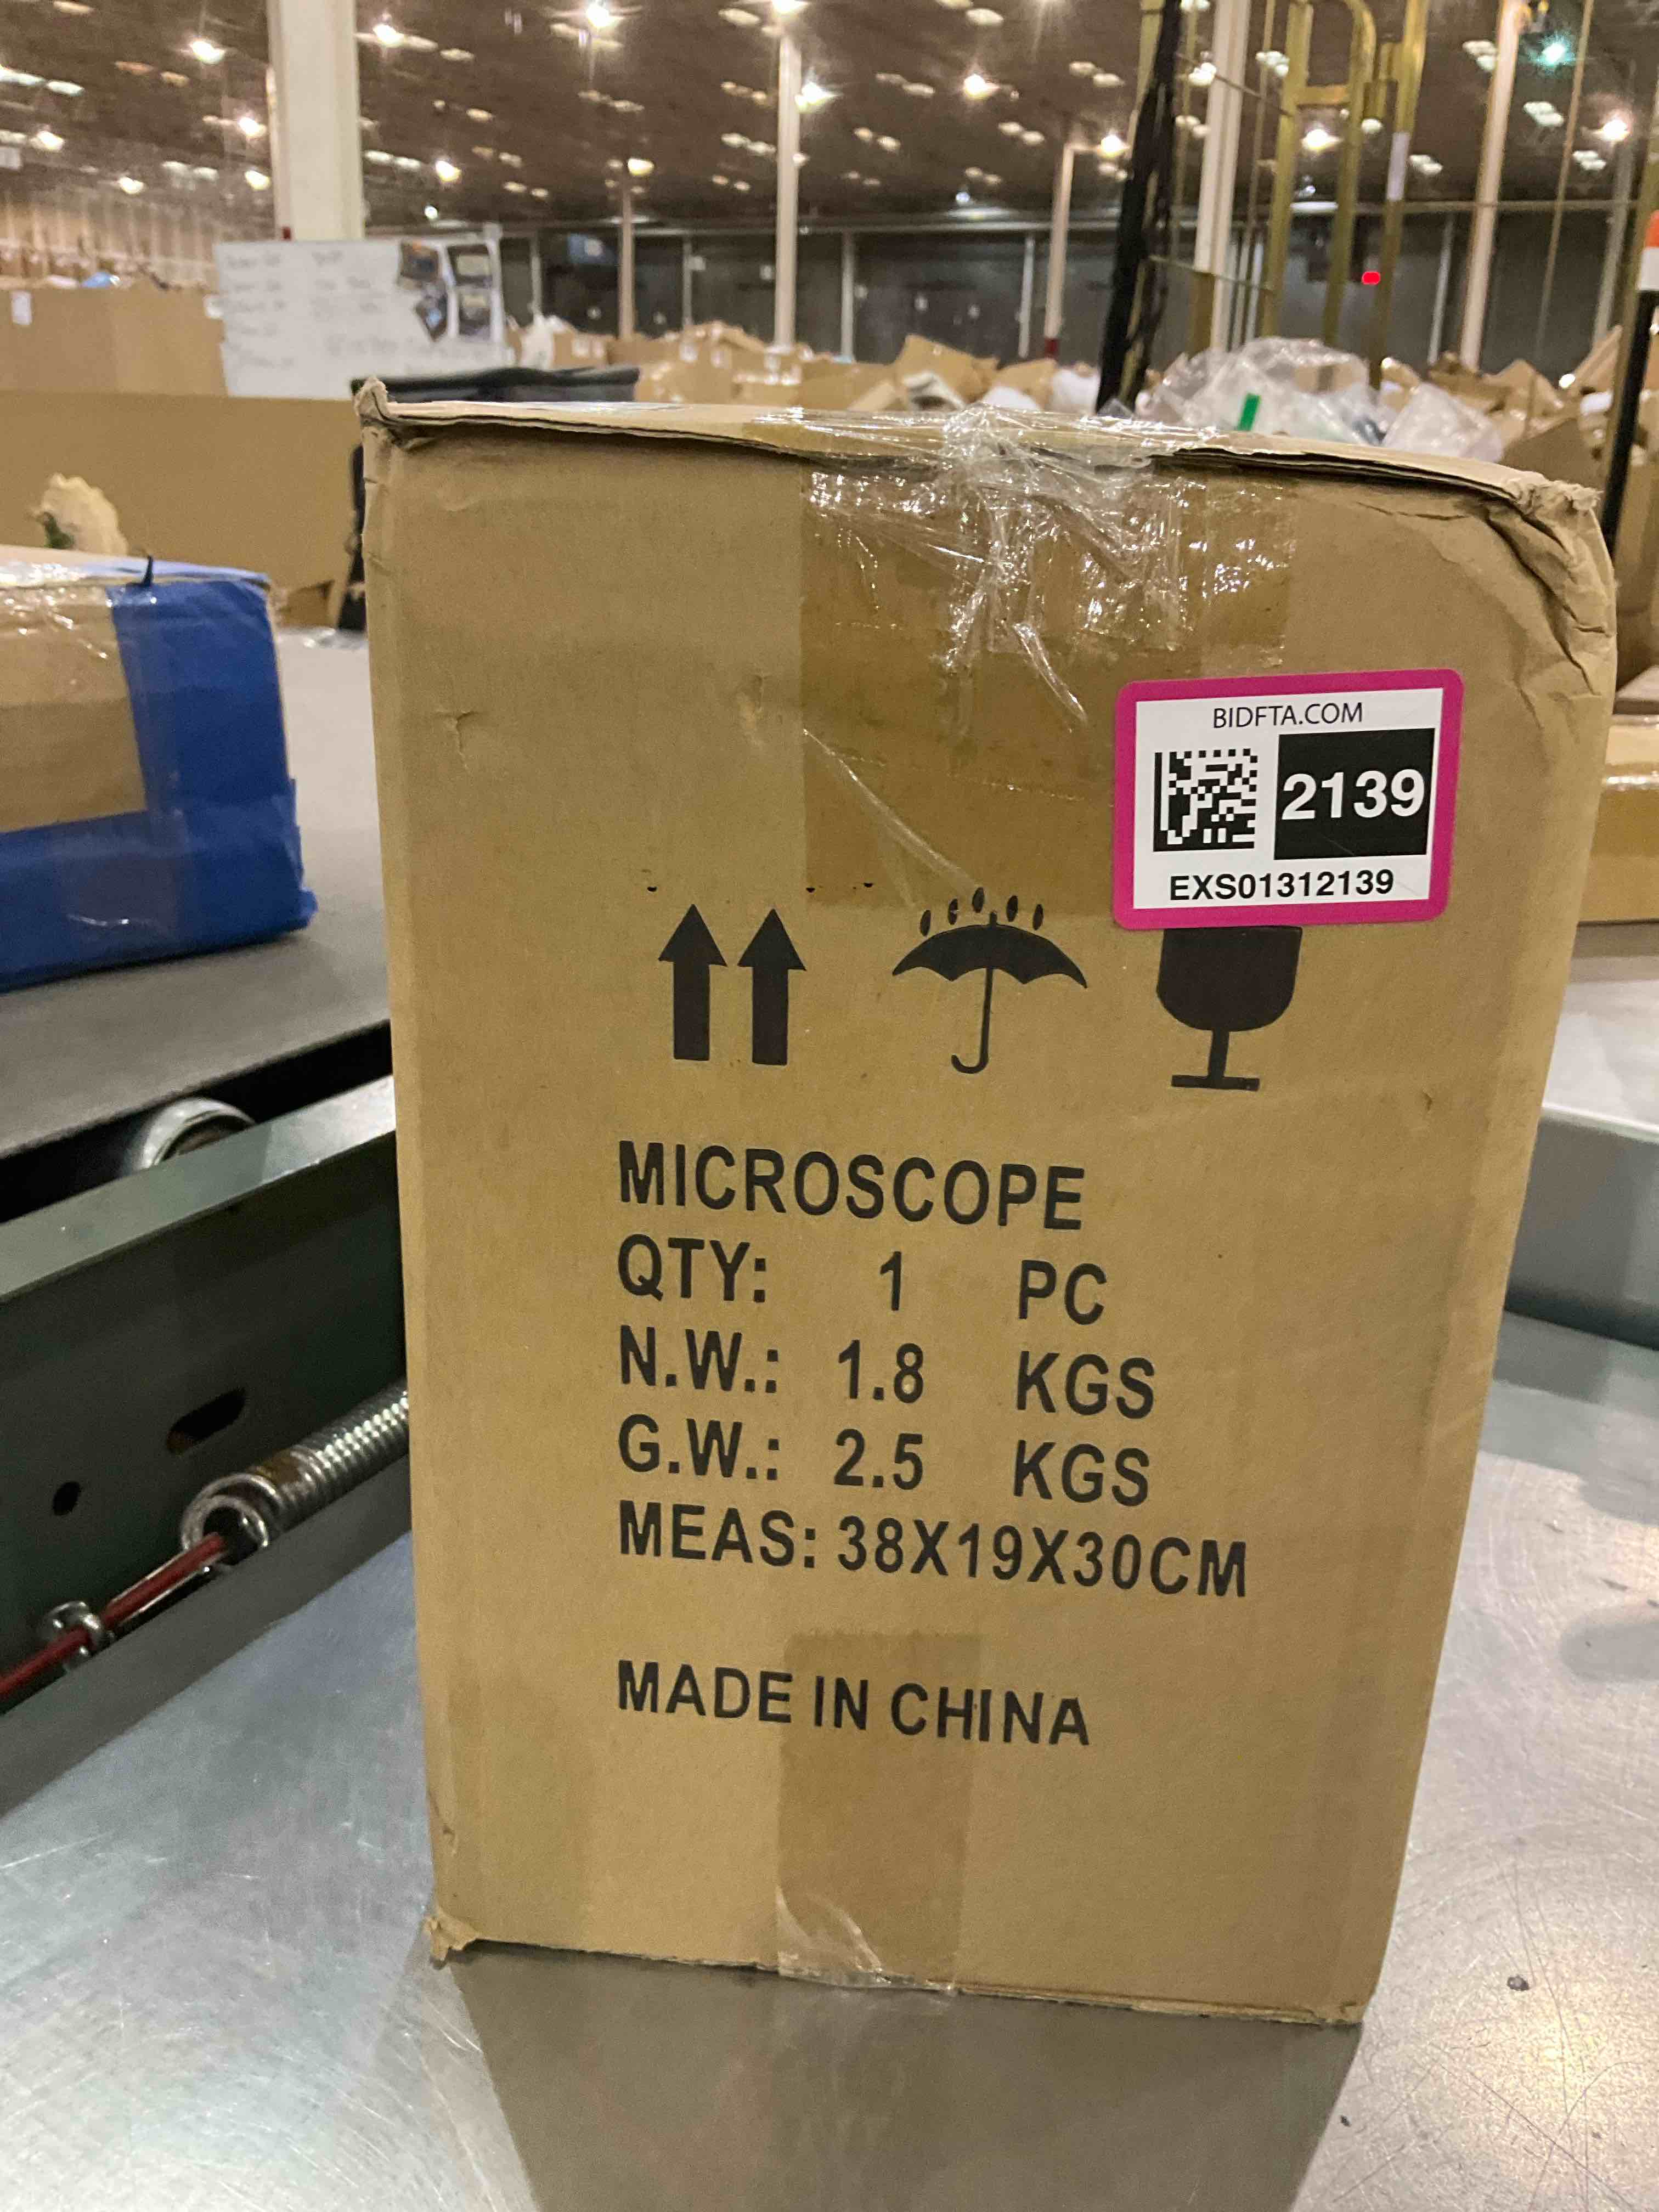 BIDFTA.COM
2139
EXS01312139
MICROSCOPE
QTY: 1 PC
N.W.: 1.8 KGS
G.W.: 2.5 KGS
MEAS: 38X19X30CM
MADE IN CHINA